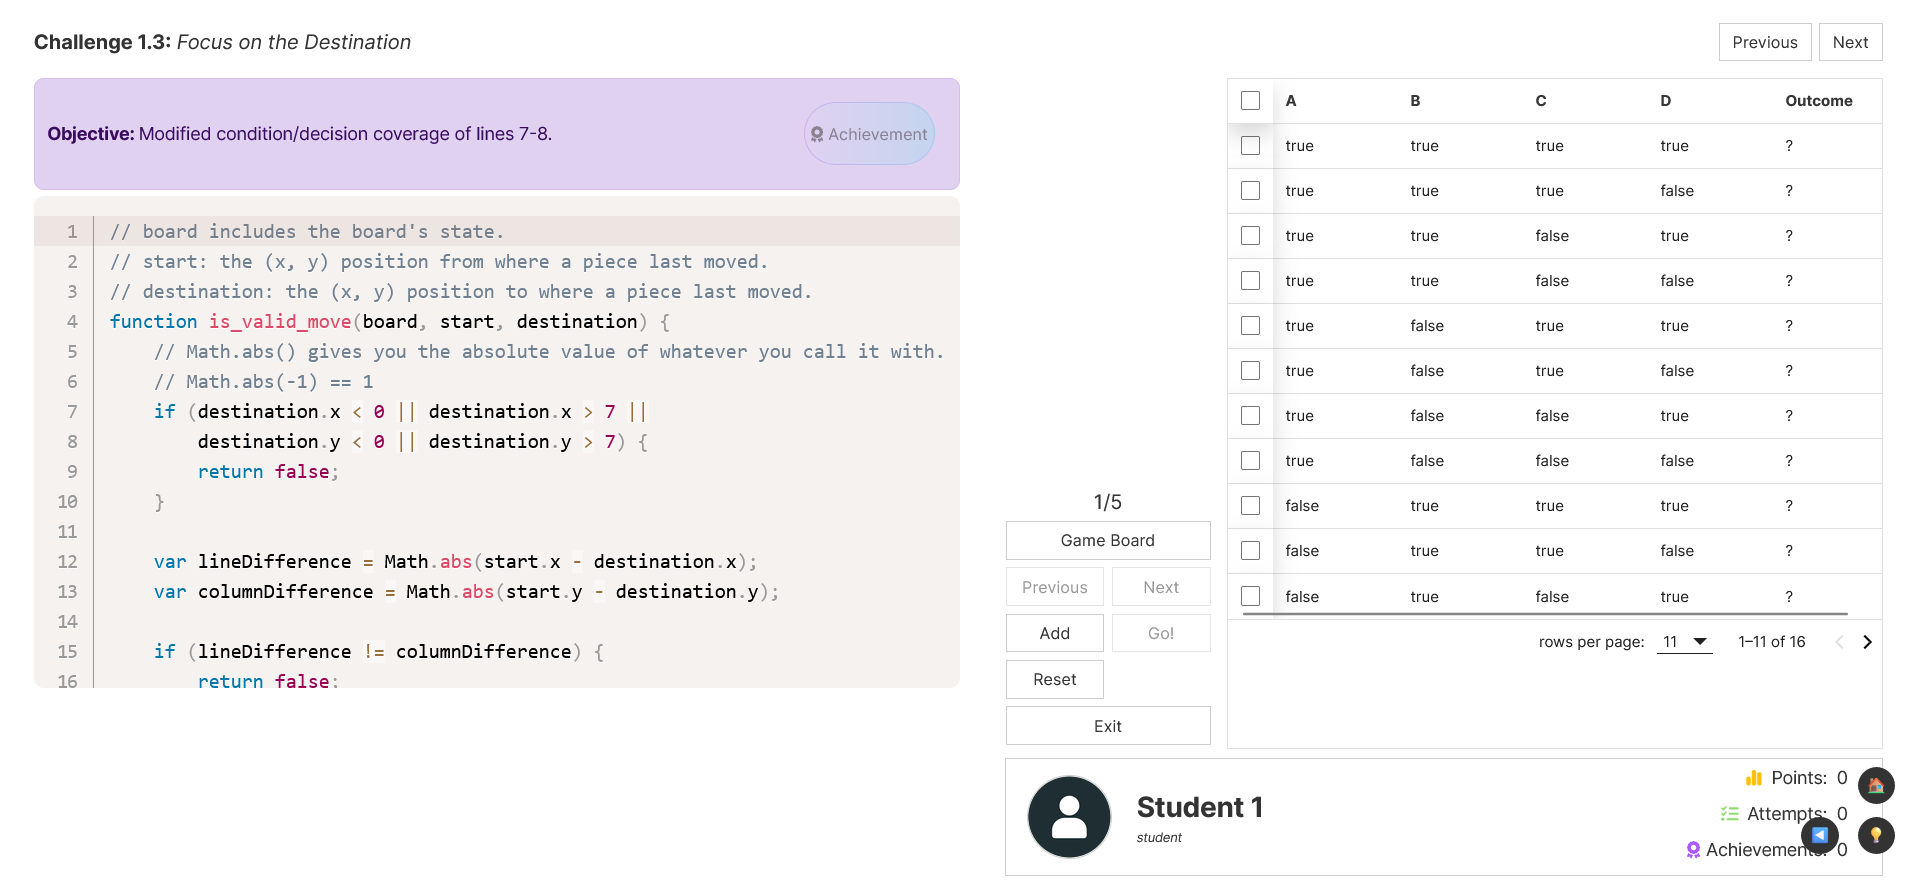 Challenge 1.3: Focus on the Destination
Previous
Next
Objective: Modified condition/decision coverage of lines 7-8.
Achievement
1 // board includes the board's state.
2 // start: the (x, y) position from where a piece last moved.
3 // destination: the (x, y) position to where a piece last moved.
4 function is_valid_move(board, start, destination) {
5 // Math.abs() gives you the absolute value of whatever you call it with.
6 // Math.abs(-1) == 1
7 if (destination.x < 0 || destination.x > 7 ||
8 destination.y < 0 || destination.y > 7) {
9 return false;
10 }
11
12 var lineDifference = Math.abs(start.x - destination.x);
13 var columnDifference = Math.abs(start.y - destination.y);
14
15 if (lineDifference != columnDifference) {
16 return false;
1/5
Game Board
Previous
Next
Add
Go!
Reset
Exit
A B C D Outcome
true true true true ?
true true true false ?
true true false true ?
true true false false ?
true false true true ?
true false true false ?
true false false true ?
true false false false ?
false true true true ?
false true true false ?
false true false true ?
rows per page: 11 1–11 of 16
Student 1
student
Points: 0
Attempts: 0
Achievements: 0